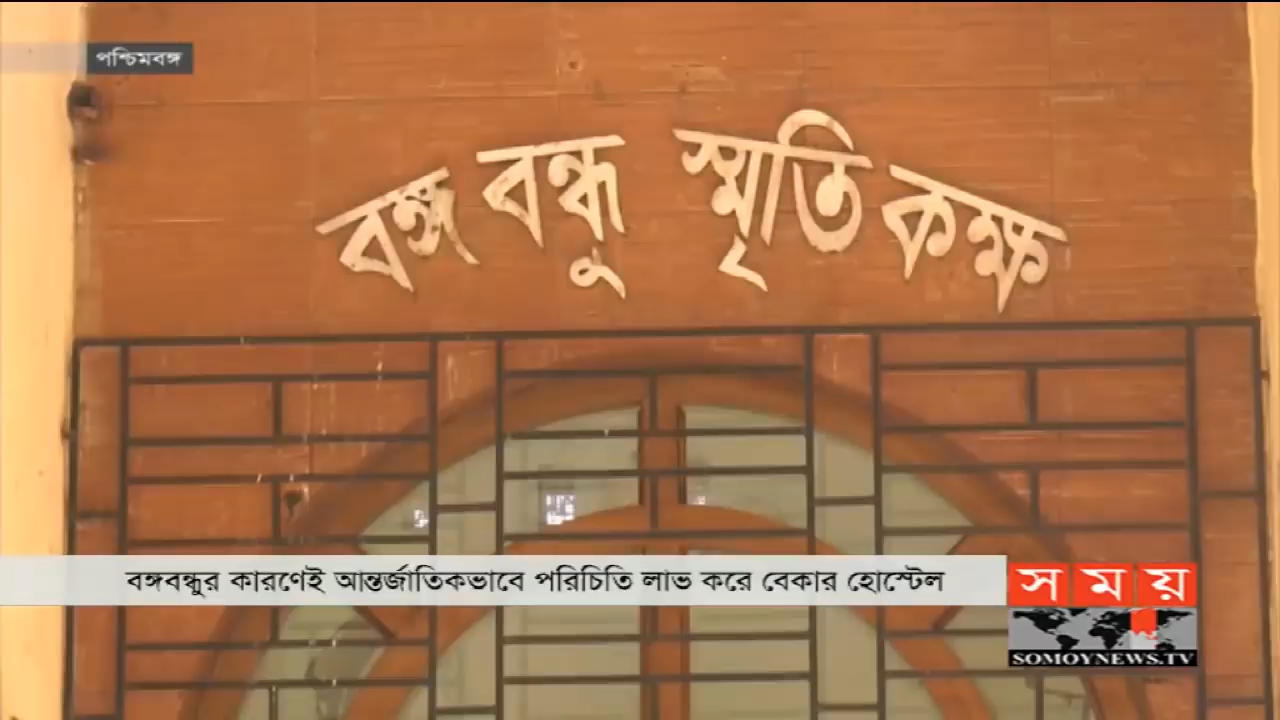 পশ্চিমবঙ্গ
বঙ্গবন্ধু স্মৃতি কক্ষ
বঙ্গবন্ধুর কারণেই আন্তর্জাতিকভাবে পরিচিতি লাভ করে বেকার হোস্টেল
সময়
SOMOYNEWS.TV